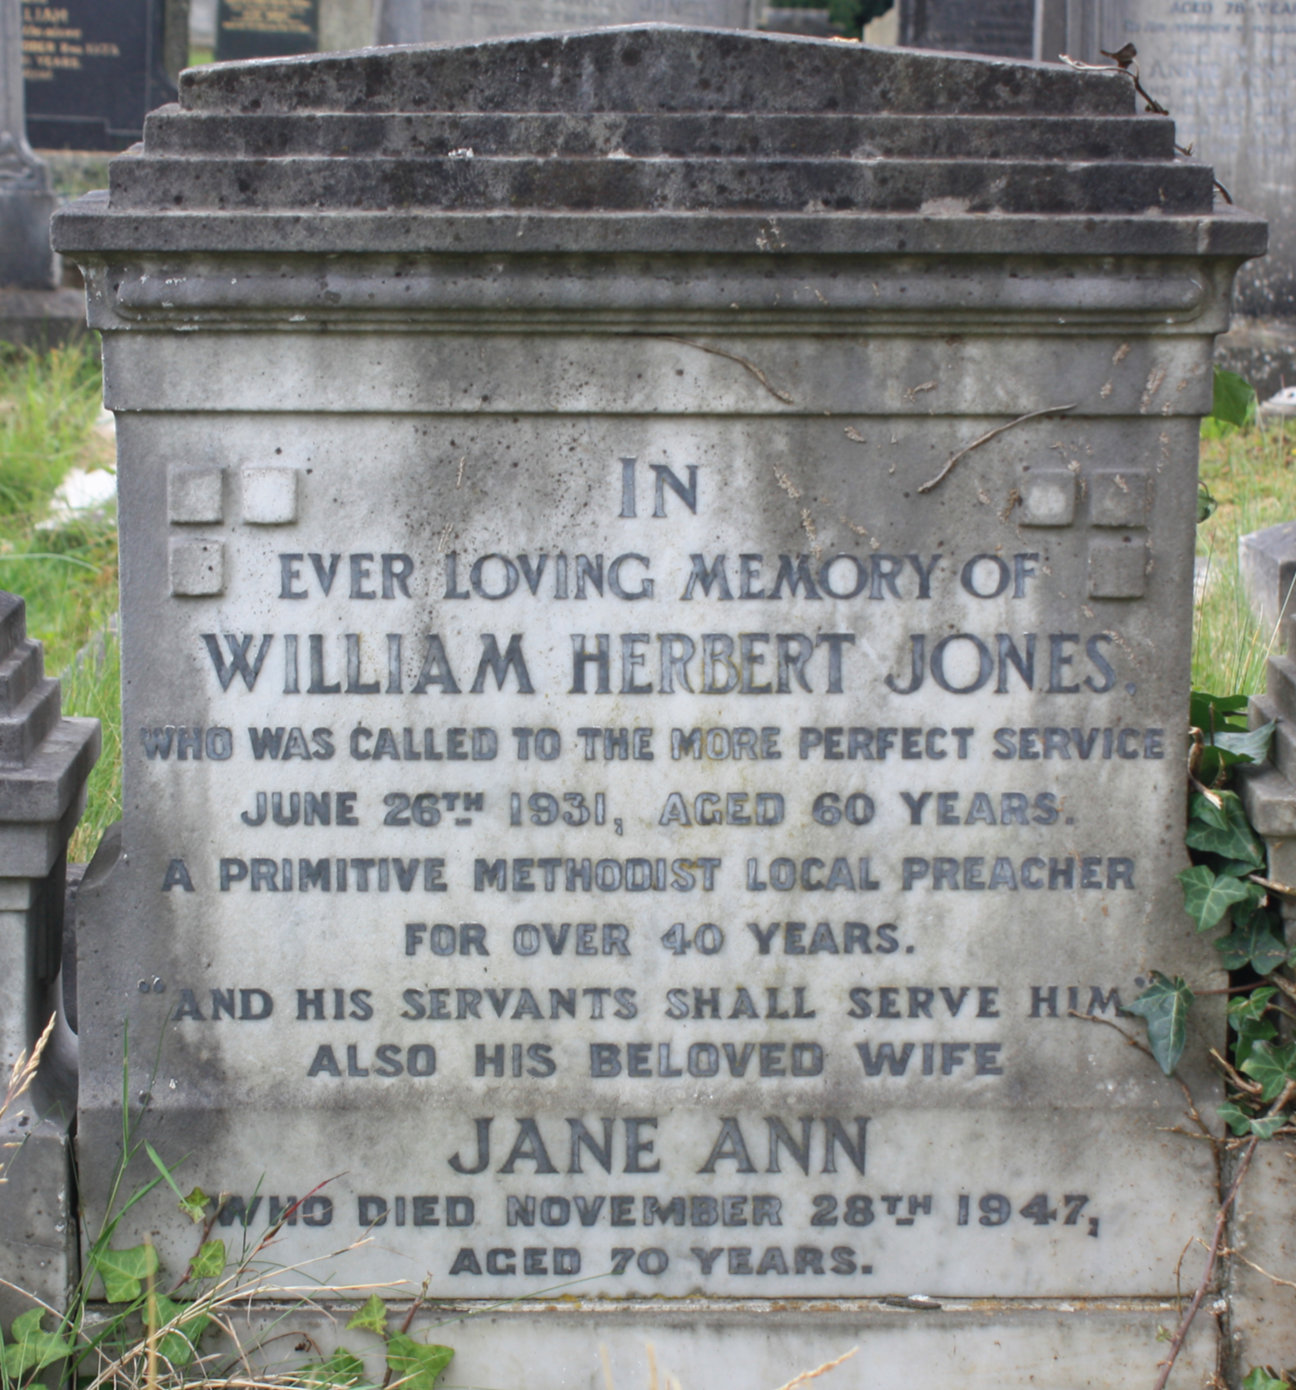 IN
EVER LOVING MEMORY OF
WILLIAM HERBERT JONES.
WHO WAS CALLED TO THE MORE PERFECT SERVICE
JUNE 26TH 1931, AGED 60 YEARS.
A PRIMITIVE METHODIST LOCAL PREACHER
FOR OVER 40 YEARS.
"AND HIS SERVANTS SHALL SERVE HIM"
ALSO HIS BELOVED WIFE
JANE ANN
WHO DIED NOVEMBER 28TH 1947,
AGED 70 YEARS.